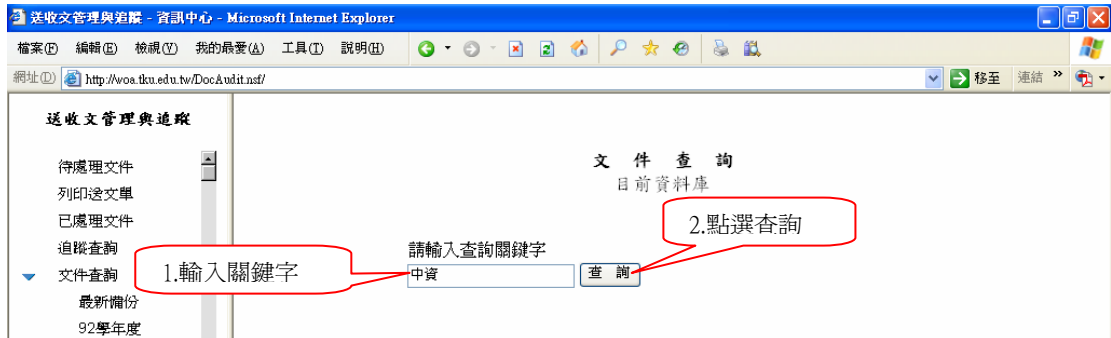 送收文管理與追蹤 - 資訊中心 - Microsoft Internet Explorer
檔案(F) 編輯(E) 檢視(V) 我的最愛(A) 工具(T) 說明(H)
網址(D) http://woa.tku.edu.tw/DocAudit.nsf/ 移至 連結 »
送收文管理與追蹤
待處理文件
列印送文單
已處理文件
追蹤查詢
文件查詢
最新備份
92學年度
文 件 查 詢
目前資料庫
2.點選查詢
請輸入查詢關鍵字
1.輸入關鍵字
中資
查 詢